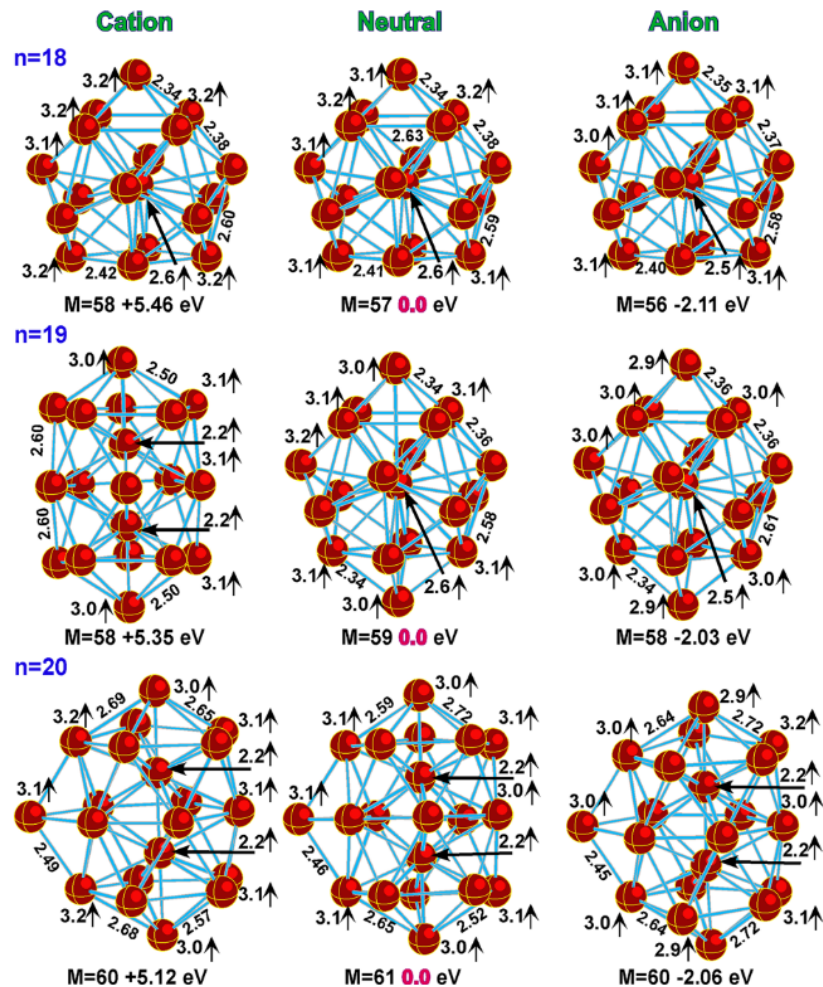 Cation Neutral Anion
n=18
3.2↑ 2.34 3.2↑ 3.1↑ 2.34 3.2↑ 3.1↑ 2.35 3.1↑
3.2↑ 3.2↑ 3.1↑
3.1↑ 2.38 3.1↑ 2.63 2.38 3.0↑ 2.37
2.60 2.59 2.58
3.2↑ 2.42 2.6↑ 3.2↑ 3.1↑ 2.41 2.6↑ 3.1↑ 3.1↑ 2.40 2.5↑ 3.1↑
M=58 +5.46 eV M=57 0.0 eV M=56 -2.11 eV
n=19
3.0↑ 2.50 3.1↑ 3.0↑ 2.34 3.1↑ 2.9↑ 2.36 3.0↑
3.1↑ 3.0↑
2.60 2.2↑ 3.1↑ 3.2↑ 2.36 3.0↑ 2.36
2.60 2.2↑ 2.58 2.61
3.1↑ 3.1↑ 2.34 2.6↑ 3.1↑ 3.0↑ 2.34 2.5↑ 3.0↑
3.0↑ 2.50 3.0↑ 2.9↑
M=58 +5.35 eV M=59 0.0 eV M=58 -2.03 eV
n=20
3.0↑ 3.0↑ 2.9↑
3.2↑ 2.69 2.65 3.1↑ 3.1↑ 2.59 2.72 3.1↑ 3.0↑ 2.64 2.72 3.2↑
2.2↑ 2.2↑ 2.2↑
3.1↑ 3.1↑ 3.1↑ 3.0↑ 3.0↑ 3.0↑
2.49 2.2↑ 2.46 2.2↑ 2.45 2.2↑
3.2↑ 2.68 2.57 3.1↑ 3.1↑ 2.65 2.52 3.1↑ 3.0↑ 2.64 2.72 3.1↑
3.0↑ 3.0↑ 2.9↑
M=60 +5.12 eV M=61 0.0 eV M=60 -2.06 eV